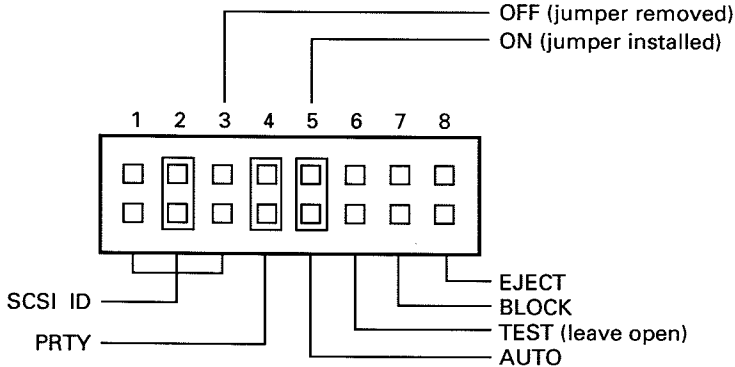 OFF (jumper removed)
ON (jumper installed)
1 2 3 4 5 6 7 8
SCSI ID
PRTY
EJECT
BLOCK
TEST (leave open)
AUTO